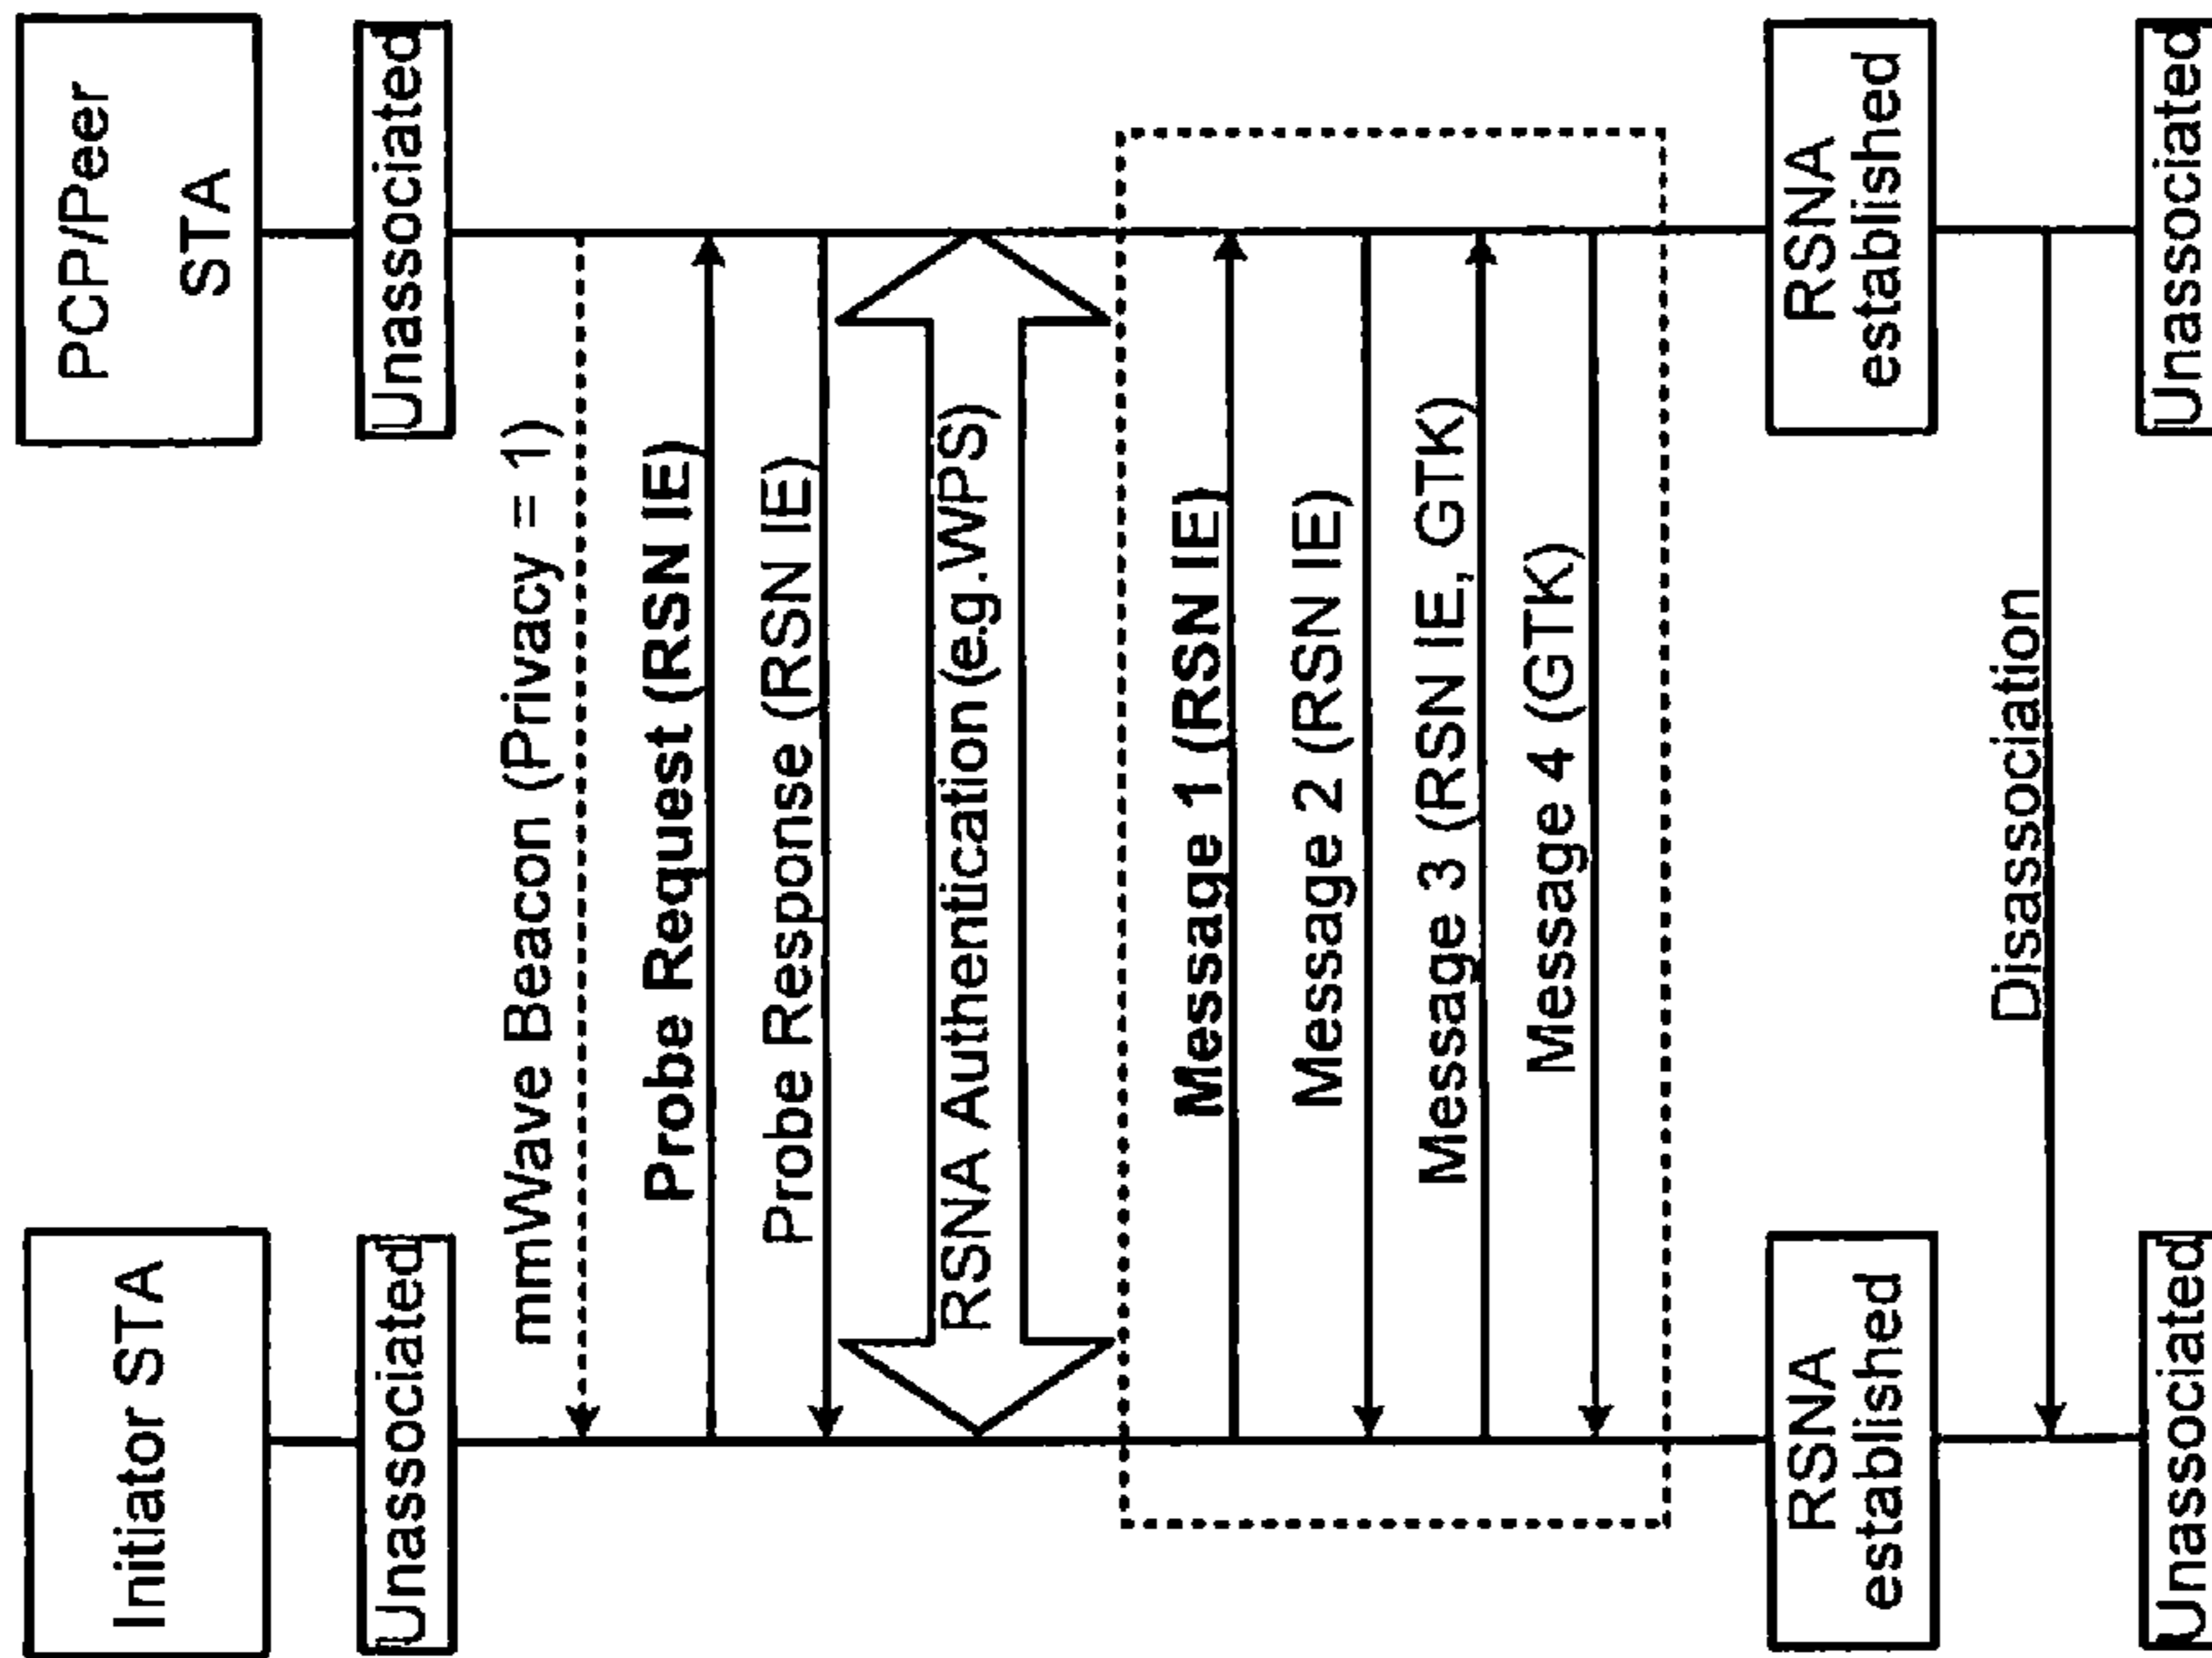 Initiator STA
PCP/Peer
STA
Unassociated
Unassociated
mmWave Beacon (Privacy = 1)
Probe Request (RSN IE)
Probe Response (RSN IE)
RSNA Authentication (e.g.WPS)
Message 1 (RSN IE)
Message 2 (RSN IE)
Message 3 (RSN IE, GTK)
Message 4 (GTK)
RSNA
established
RSNA
established
Disassociation
Unassociated
Unassociated